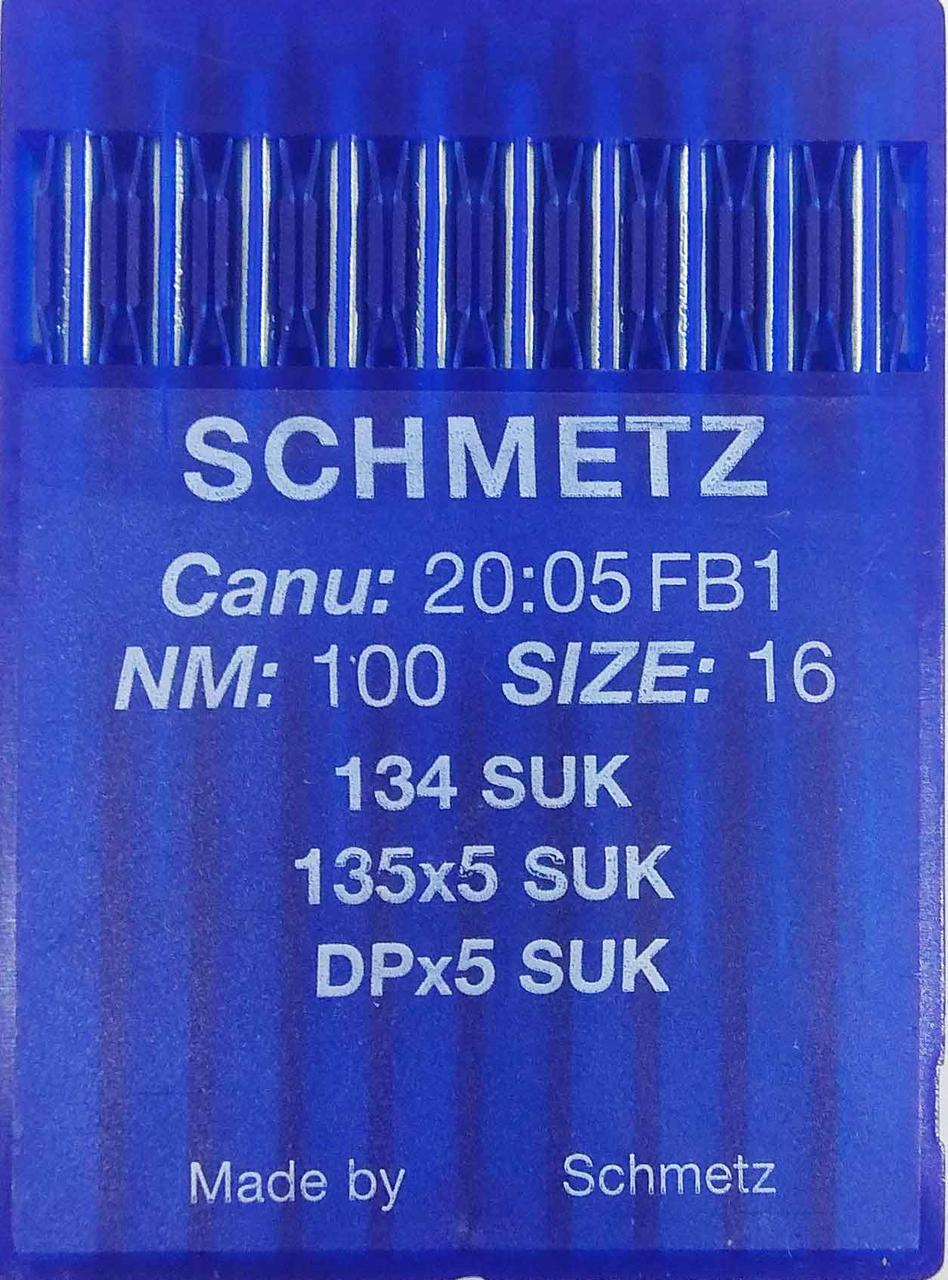 SCHMETZ
Canu: 20:05 FB1
NM: 100 SIZE: 16
134 SUK
135x5 SUK
DPx5 SUK
Made by Schmetz